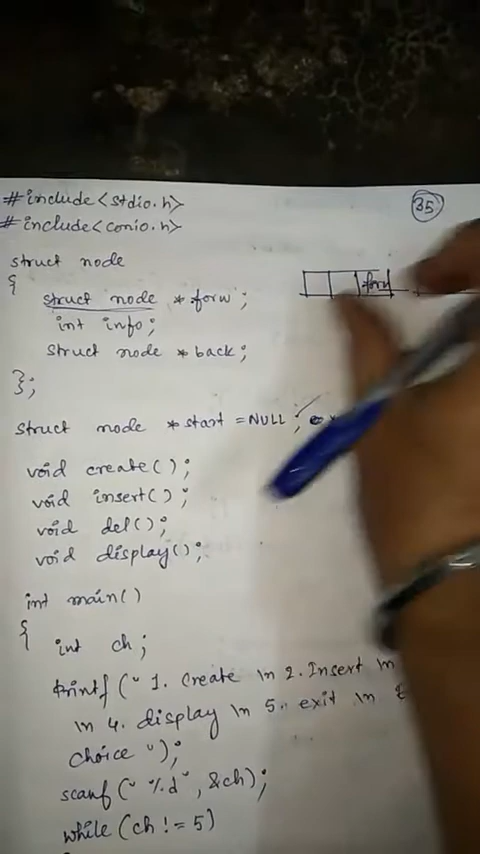 #include<stdio.h>
35
#include<conio.h>
struct node
{
forw
struct node *forw;
int info;
struct node *back;
};
struct node *start =NULL;
void create();
void insert();
void del();
void display();
int main()
{
int ch;
printf (" 1. Create \n 2. Insert \n
\n 4. display \n 5. exit \n
choice ");
scanf(" %d", &ch);
while (ch != 5)